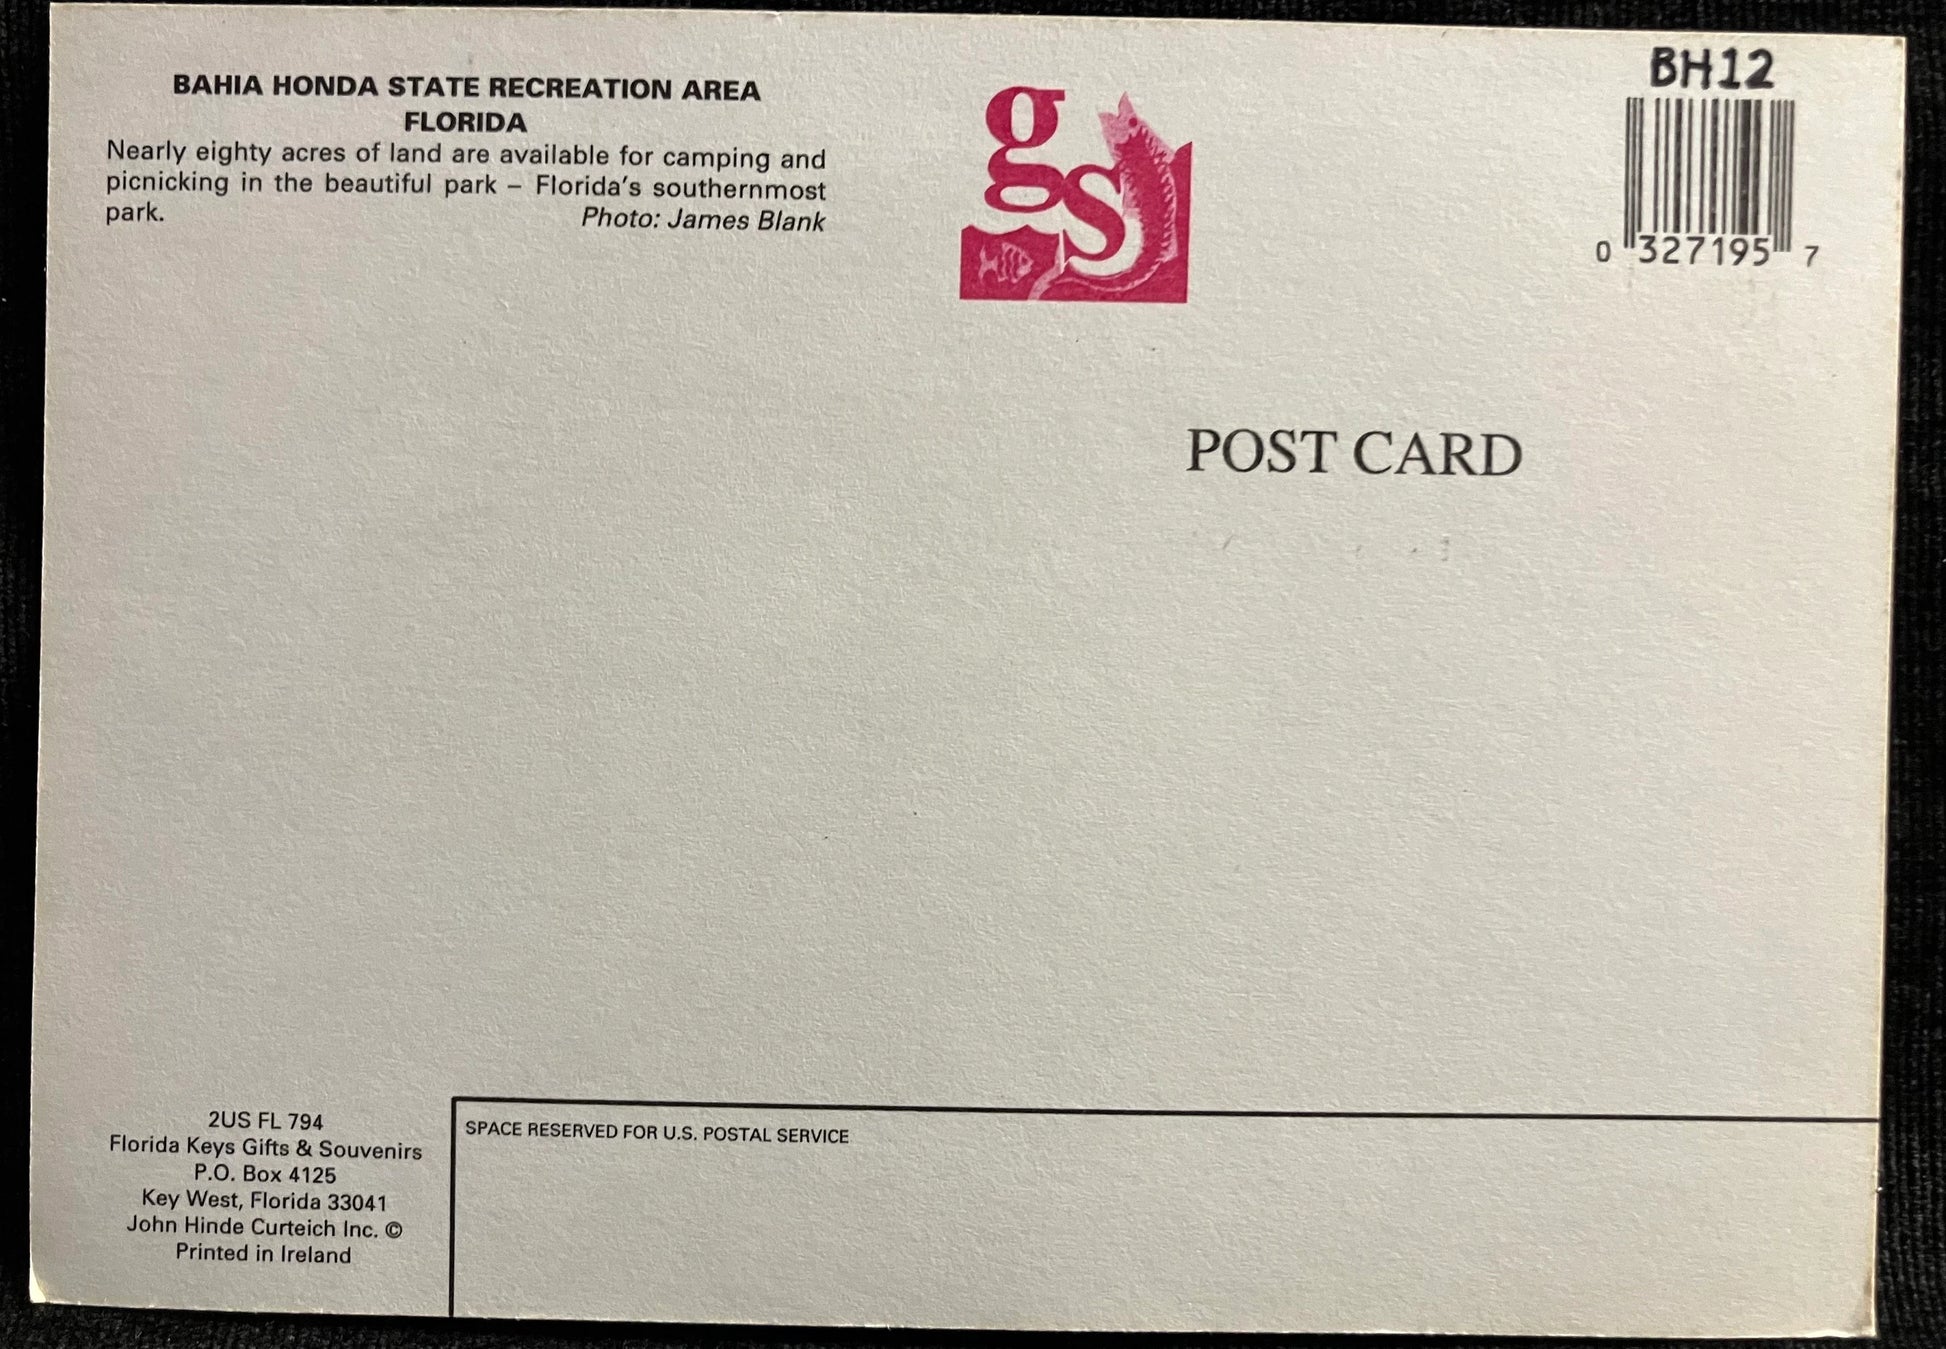 BAHIA HONDA STATE RECREATION AREA
FLORIDA
Nearly eighty acres of land are available for camping and
picnicking in the beautiful park – Florida's southernmost
park.
Photo: James Blank
gs
BH12
0 327195 7
POST CARD
2US FL 794
Florida Keys Gifts & Souvenirs
P.O. Box 4125
Key West, Florida 33041
John Hinde Curteich Inc. ©
Printed in Ireland
SPACE RESERVED FOR U.S. POSTAL SERVICE